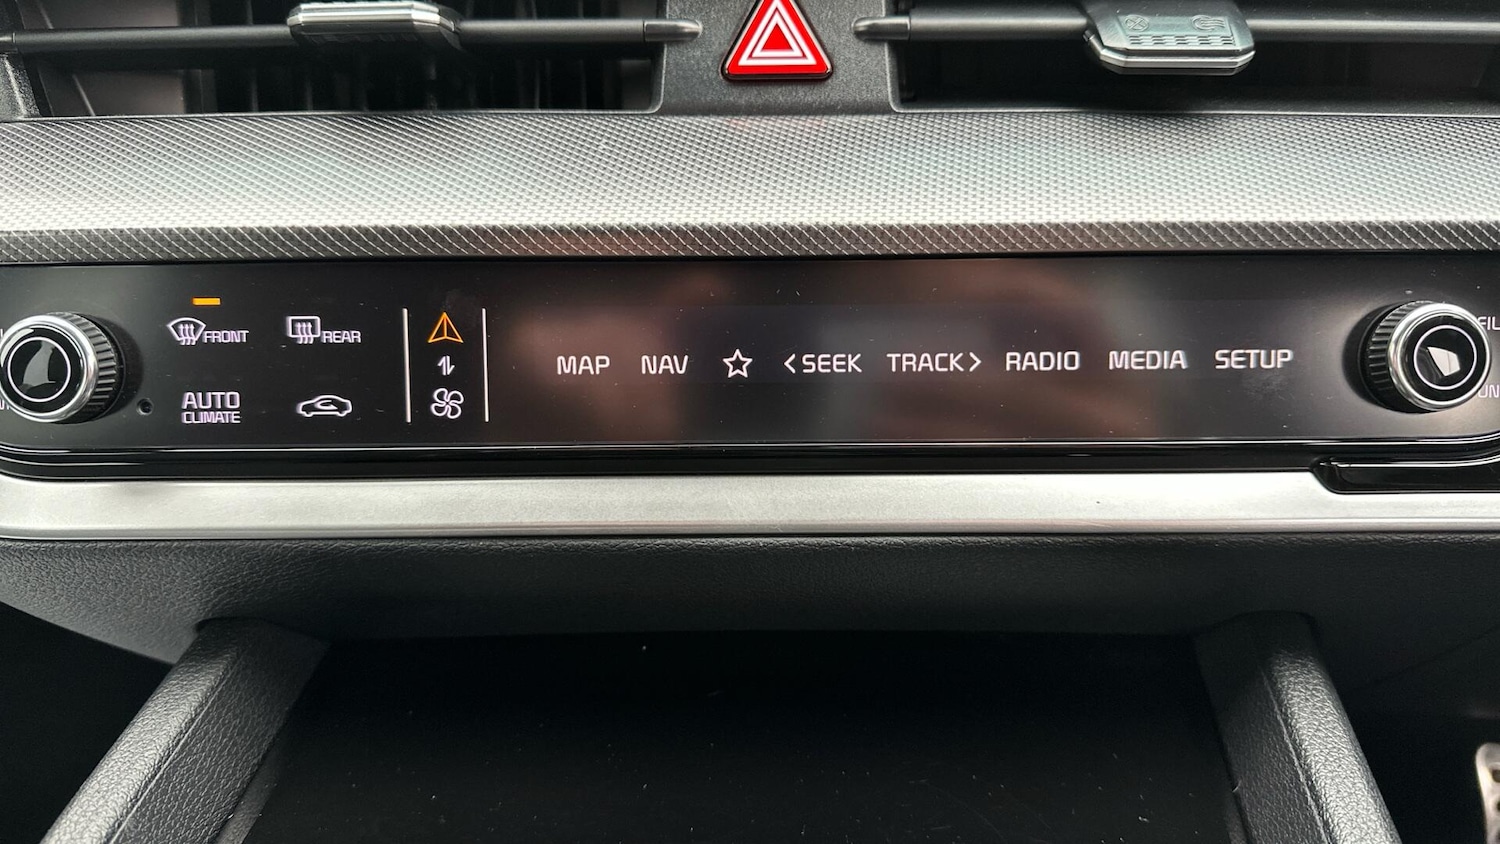 FRONT
REAR
AUTO
CLIMATE
MAP
NAV
SEEK
TRACK
RADIO
MEDIA
SETUP